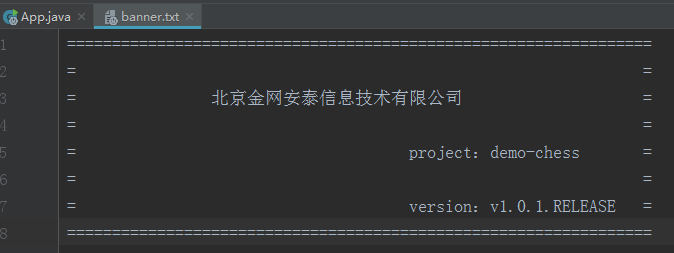 App.java banner.txt
1 =================================================================
2 = =
3 = 北京金网安泰信息技术有限公司 =
4 = =
5 = project: demo-chess =
6 = =
7 = version: v1.0.1.RELEASE =
8 =================================================================